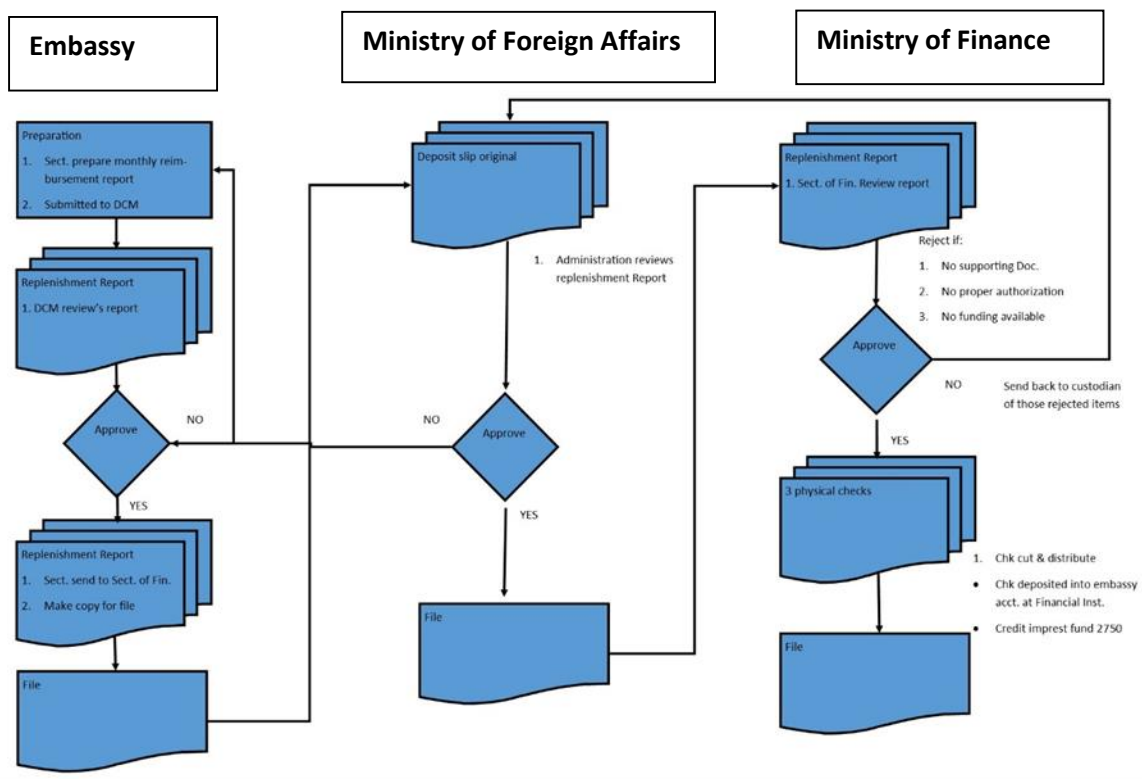 Embassy
Ministry of Foreign Affairs
Ministry of Finance
Preparation
1. Sect. prepare monthly reim-
bursement report
2. Submitted to DCM
Replenishment Report
1. DCM review's report
Approve
NO
YES
Replenishment Report
1. Sect. send to Sect. of Fin.
2. Make copy for file
File
Deposit slip original
1. Administration reviews
replenishment Report
NO
Approve
YES
File
Replenishment Report
1. Sect. of Fin. Review report
Reject if:
1. No supporting Doc.
2. No proper authorization
3. No funding available
Approve
NO
Send back to custodian
of those rejected items
YES
3 physical checks
1. Chk cut & distribute
• Chk deposited into embassy
acct. at Financial Inst.
• Credit imprest fund 2750
File